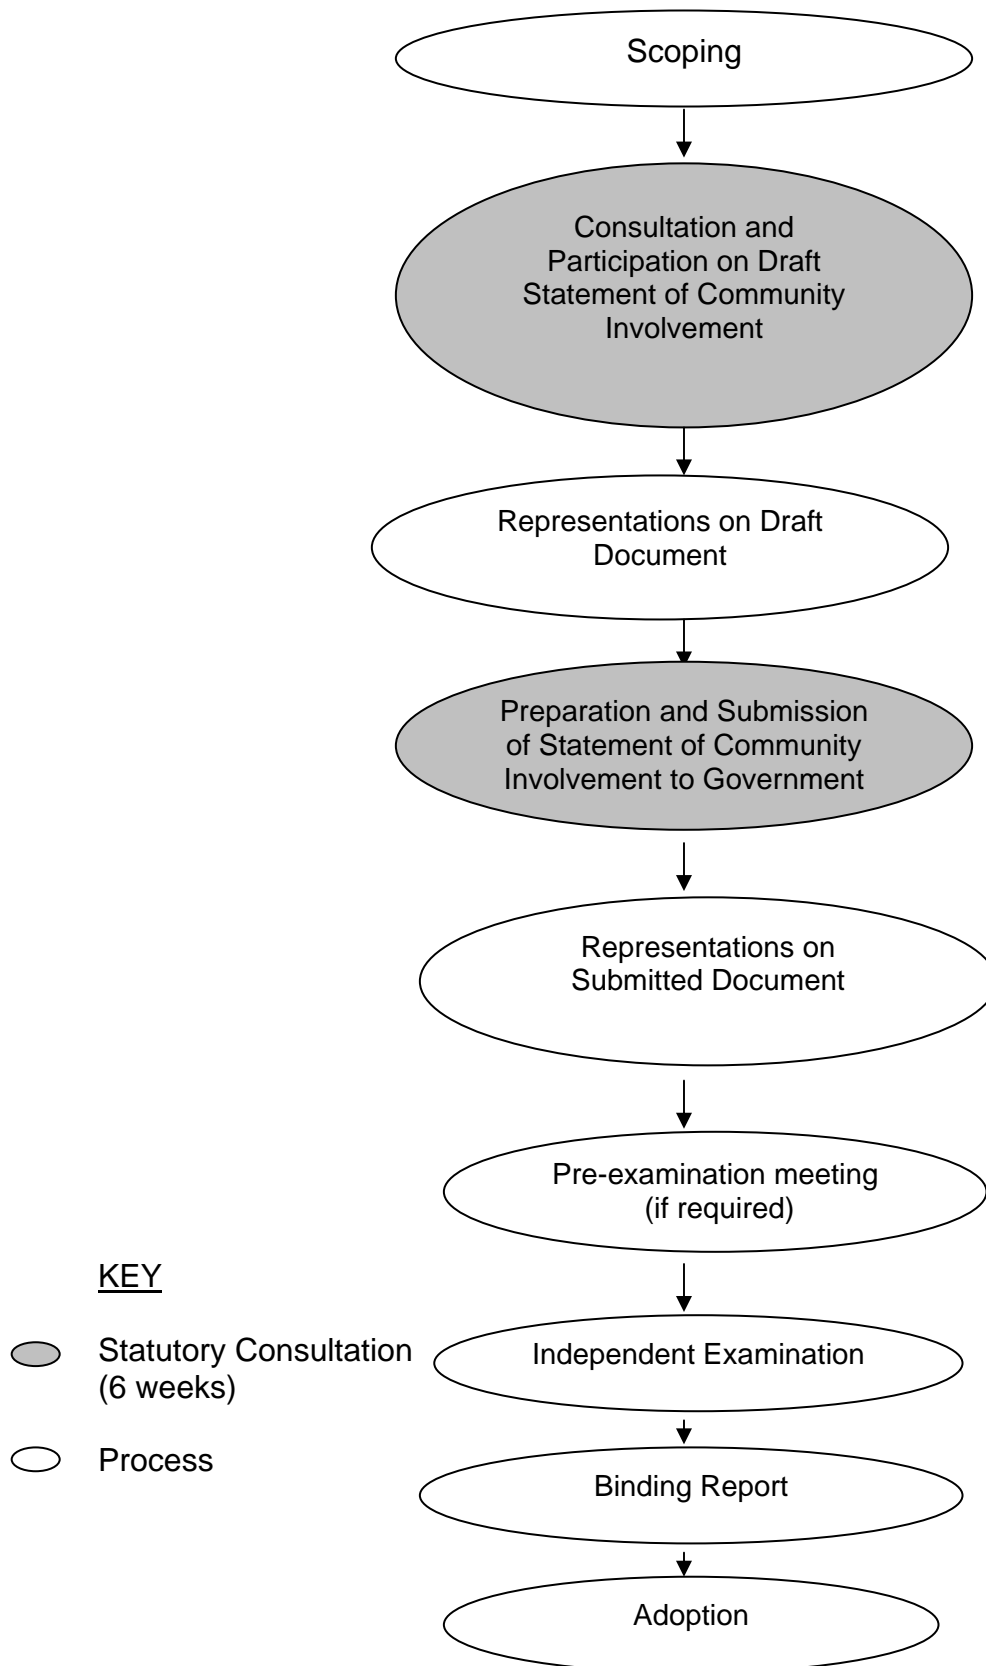 Scoping
Consultation and
Participation on Draft
Statement of Community
Involvement
Representations on Draft
Document
Preparation and Submission
of Statement of Community
Involvement to Government
Representations on
Submitted Document
Pre-examination meeting
(if required)
Independent Examination
Binding Report
Adoption
KEY
Statutory Consultation
(6 weeks)
Process